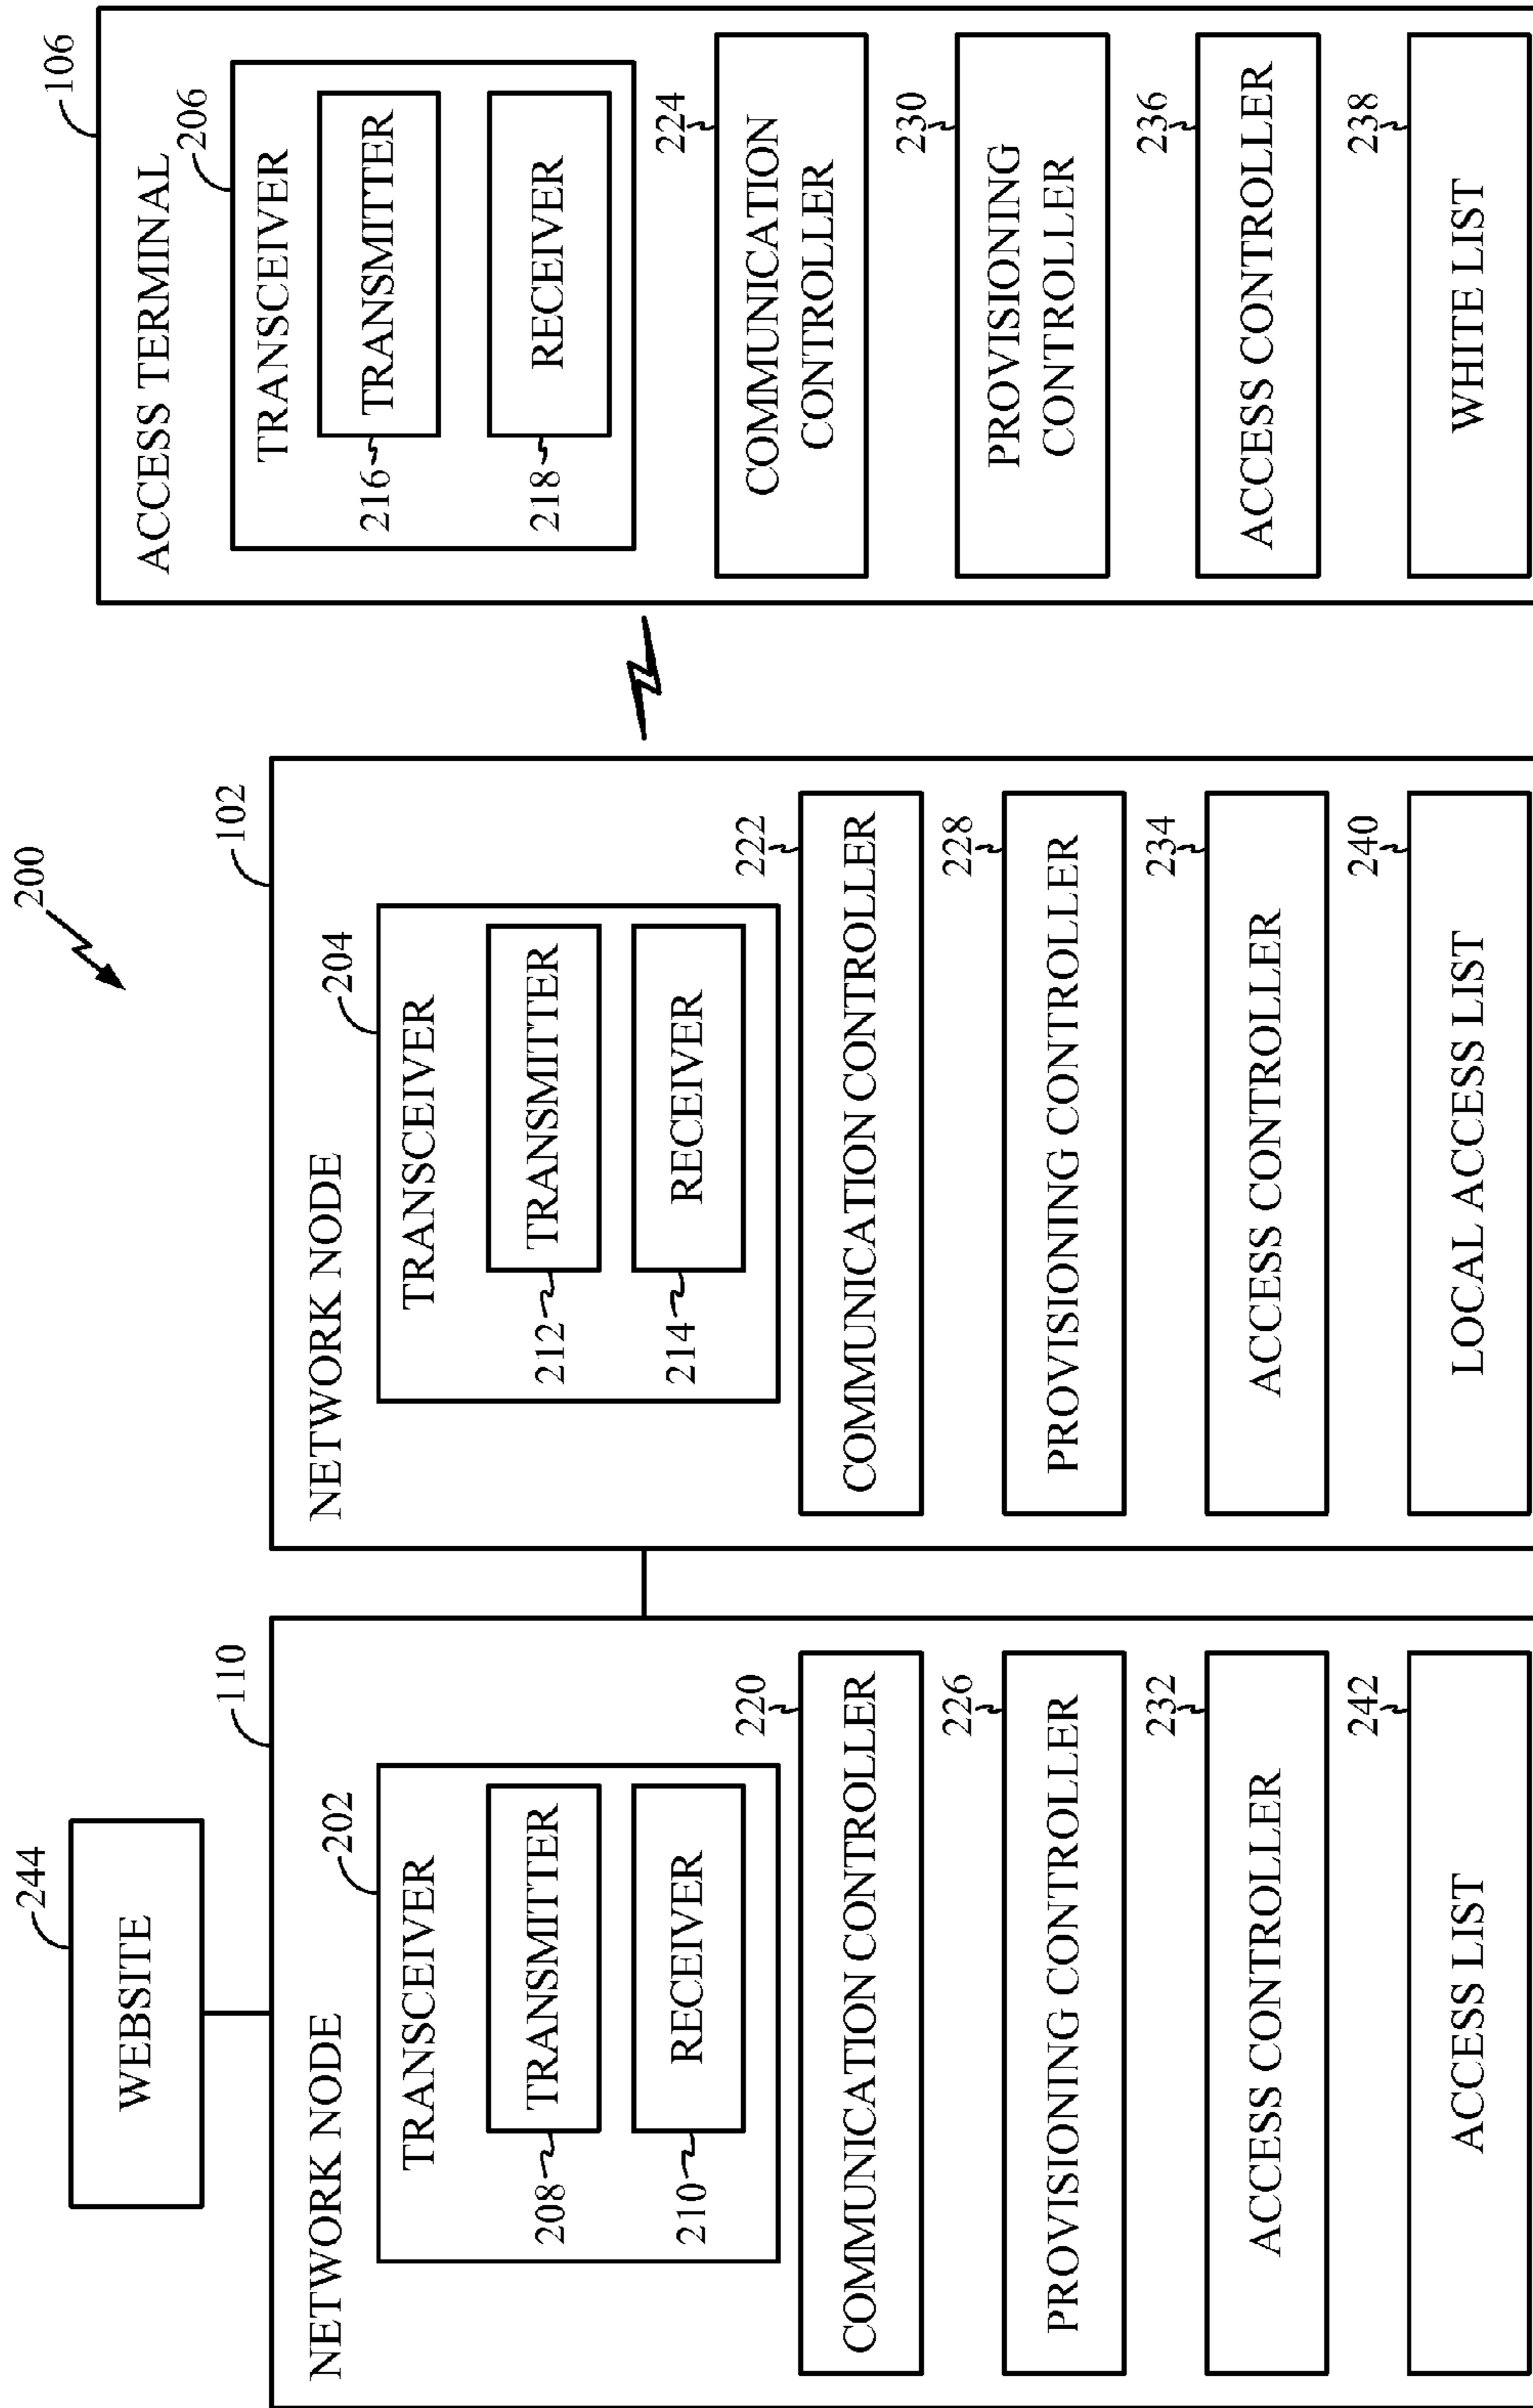 200
244
WEBSITE
110
NETWORK NODE
202
TRANSCEIVER
208
TRANSMITTER
210
RECEIVER
220
COMMUNICATION CONTROLLER
226
PROVISIONING CONTROLLER
232
ACCESS CONTROLLER
242
ACCESS LIST
102
NETWORK NODE
204
TRANSCEIVER
212
TRANSMITTER
214
RECEIVER
222
COMMUNICATION CONTROLLER
228
PROVISIONING CONTROLLER
234
ACCESS CONTROLLER
240
LOCAL ACCESS LIST
106
ACCESS TERMINAL
206
TRANSCEIVER
216
TRANSMITTER
218
RECEIVER
224
COMMUNICATION
CONTROLLER
230
PROVISIONING
CONTROLLER
236
ACCESS CONTROLLER
238
WHITE LIST